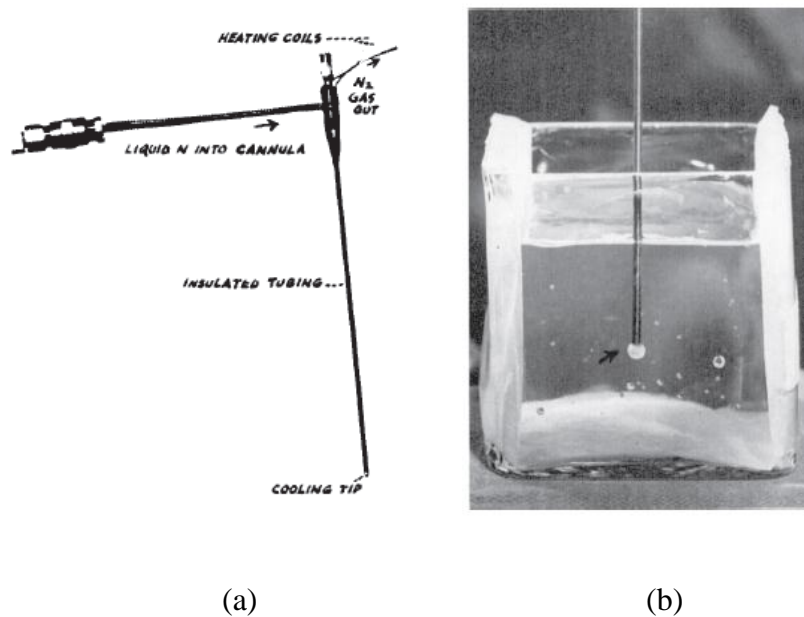 HEATING COILS
N2
GAS
OUT
LIQUID N INTO CANNULA
INSULATED TUBING
COOLING TIP
(a)
(b)